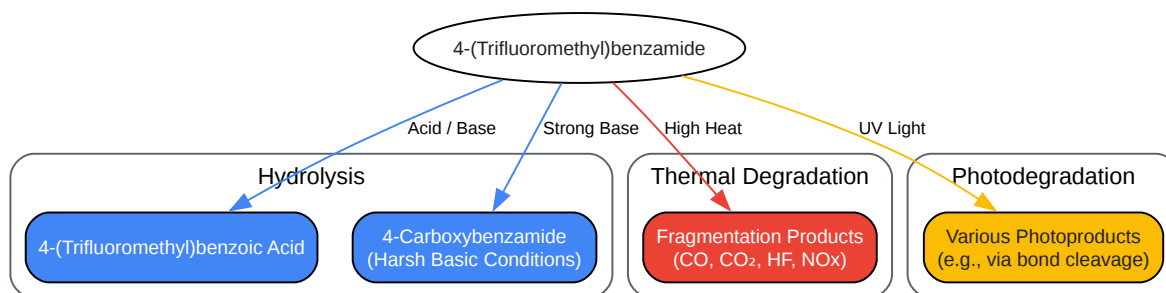 4-(Trifluoromethyl)benzamide
Acid / Base
Strong Base
High Heat
UV Light
Hydrolysis
Thermal Degradation
Photodegradation
4-(Trifluoromethyl)benzoic Acid
4-Carboxybenzamide
(Harsh Basic Conditions)
Fragmentation Products
(CO, CO₂, HF, NOx)
Various Photoproducts
(e.g., via bond cleavage)